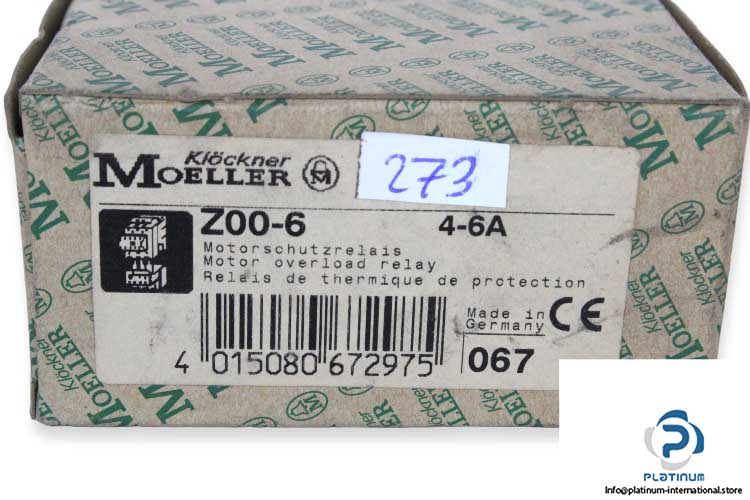 Klöckner
MOELLER
273
Z00-6 4-6A
Motorschutzrelais
Motor overload relay
Relais de thermique de protection
Made in
Germany
CE
4 015080 672975
067
PLATINUM
Info@platinum-international.store